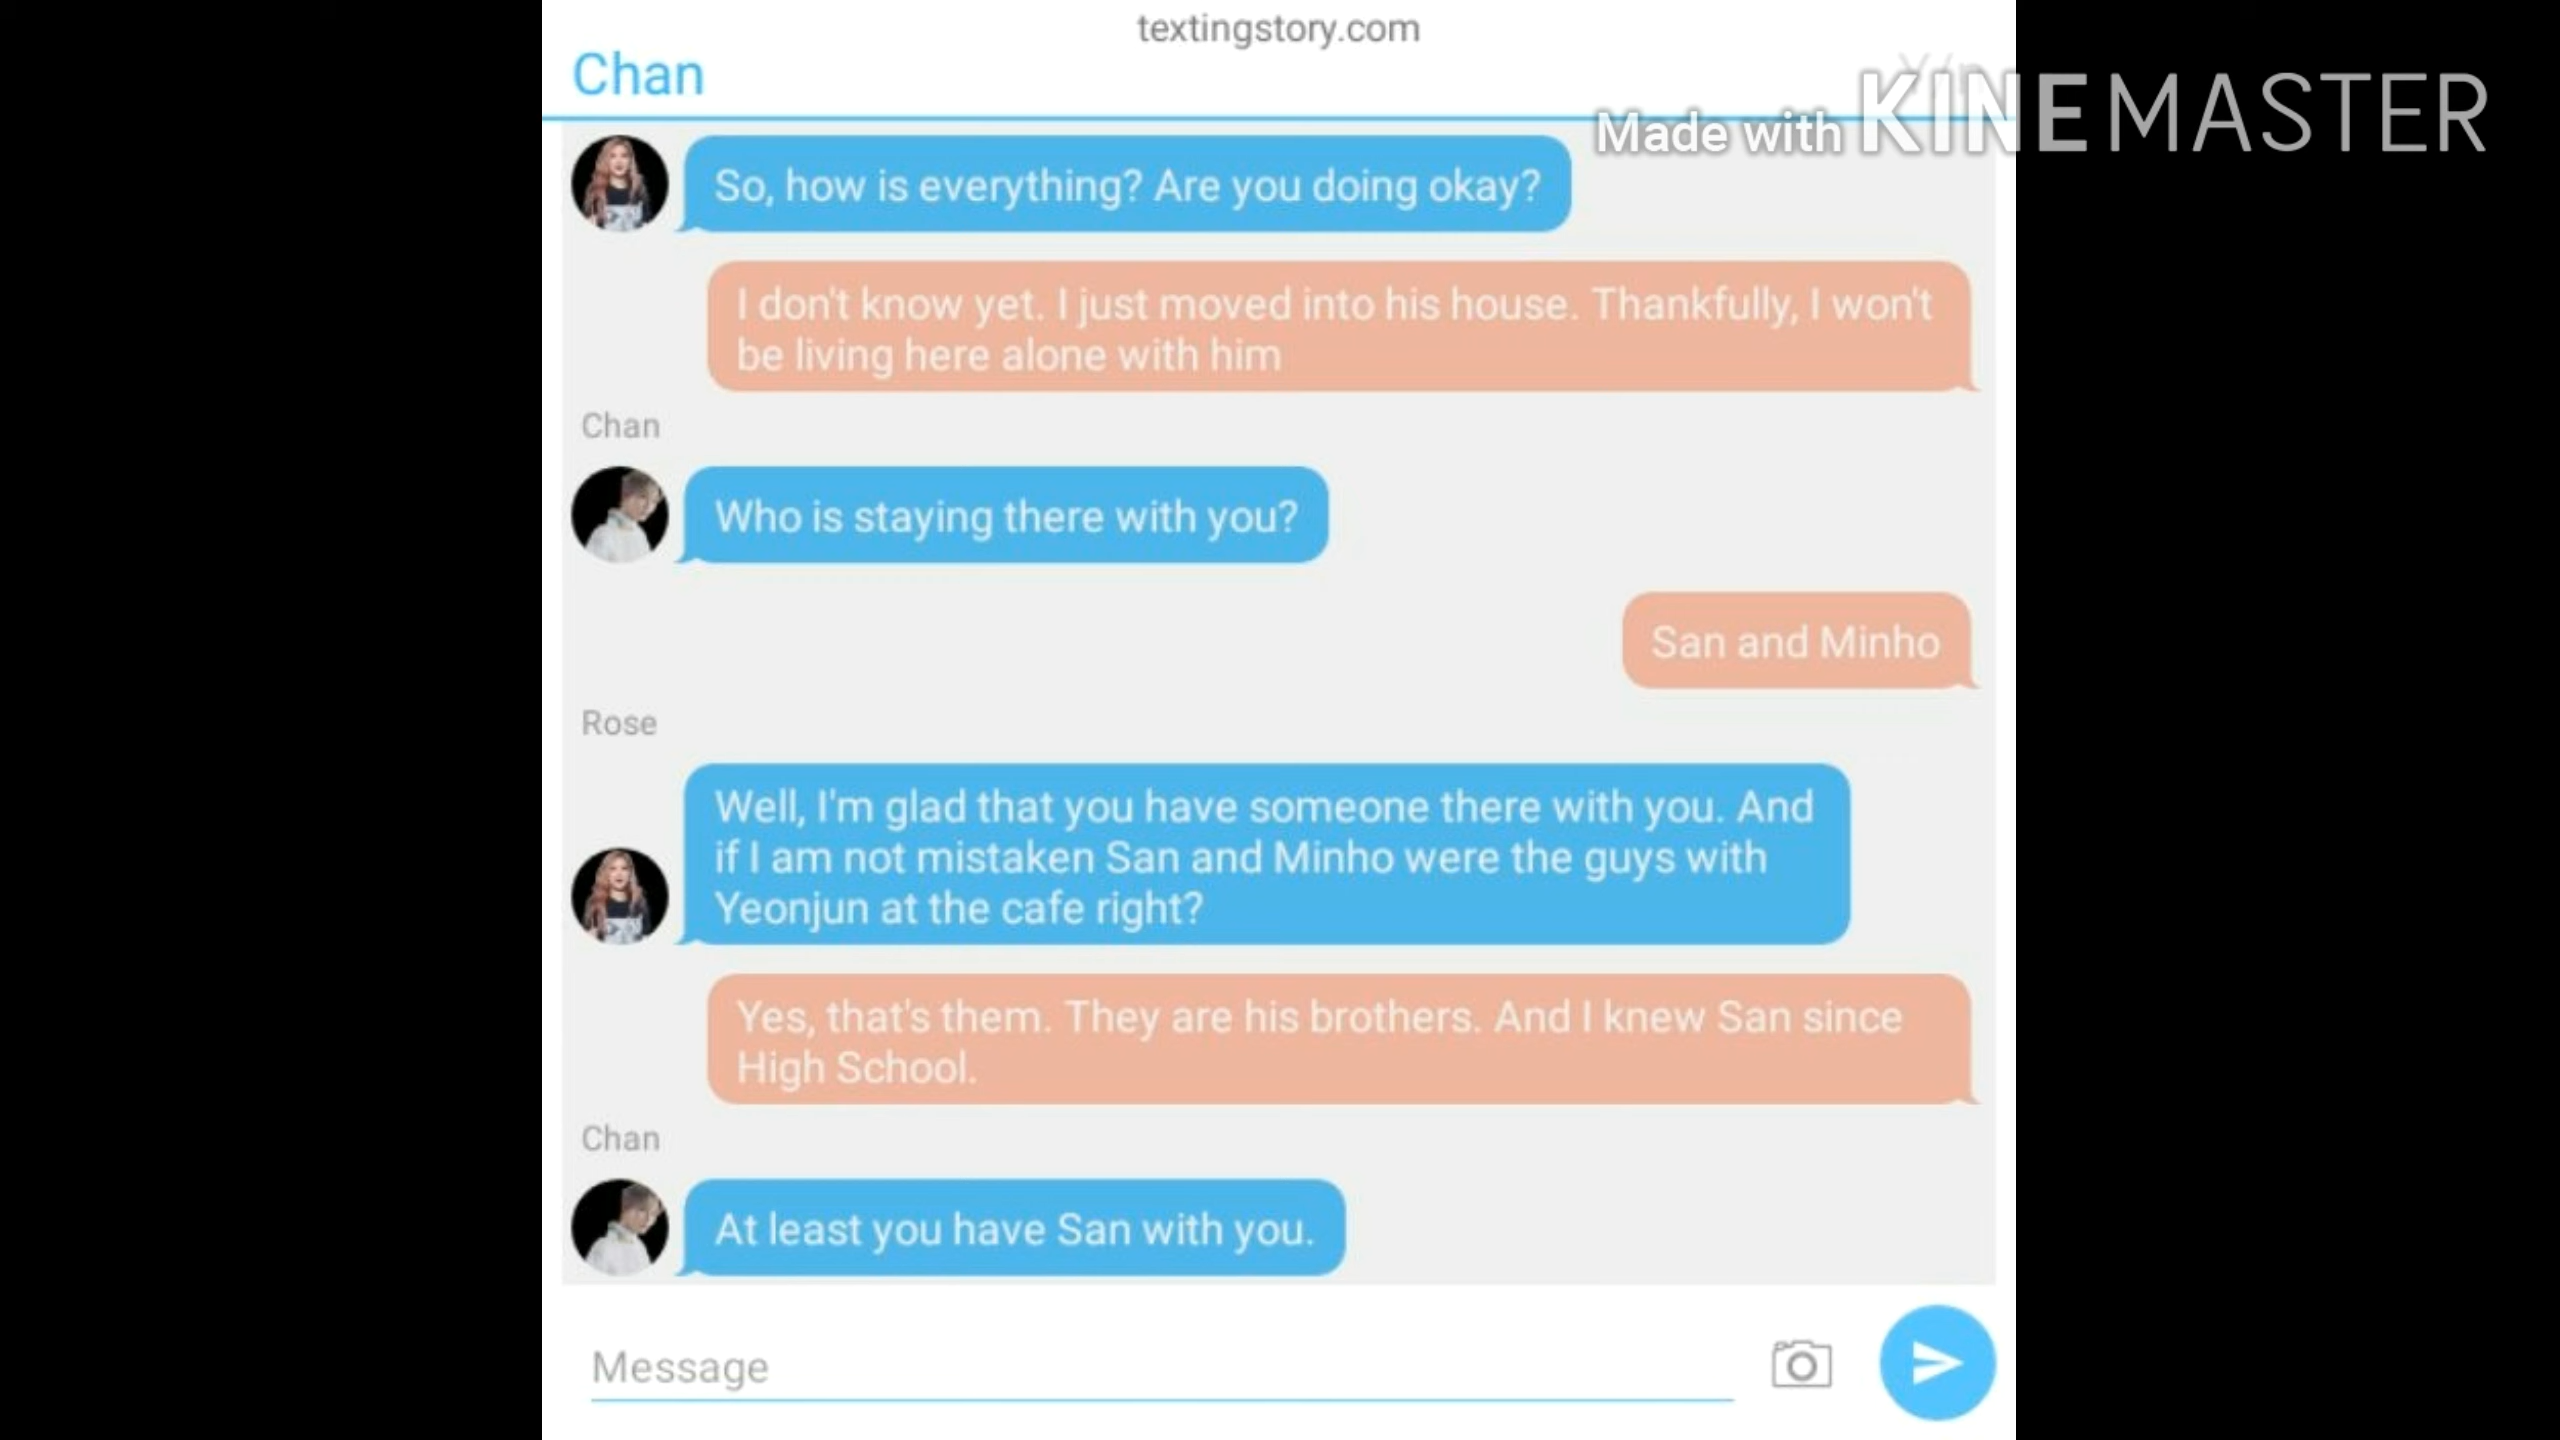 textingstory.com
Chan
Made with KINEMASTER
So, how is everything? Are you doing okay?
I don't know yet. I just moved into his house. Thankfully, I won't
be living here alone with him
Chan
Who is staying there with you?
San and Minho
Rose
Well, I'm glad that you have someone there with you. And
if I am not mistaken San and Minho were the guys with
Yeonjun at the cafe right?
Yes, that's them. They are his brothers. And I knew San since
High School.
Chan
At least you have San with you.
Message